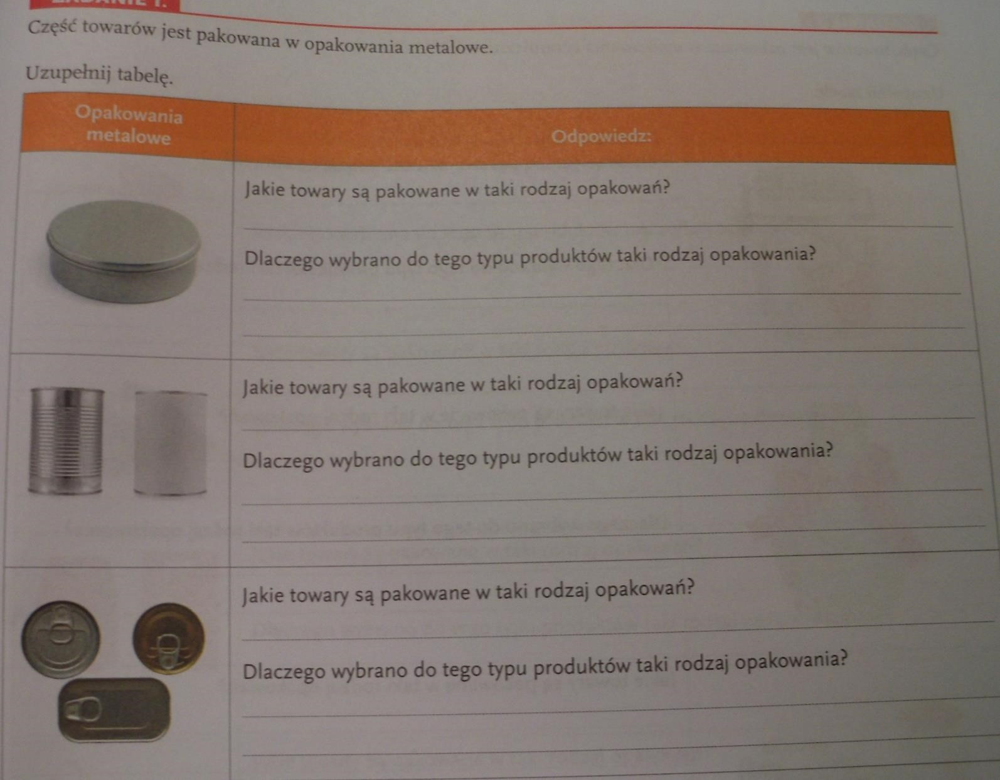 ZADANIE 1.
Część towarów jest pakowana w opakowania metalowe.
Uzupełnij tabelę.
Opakowania
metalowe
Odpowiedz:
Jakie towary są pakowane w taki rodzaj opakowań?
Dlaczego wybrano do tego typu produktów taki rodzaj opakowania?
Jakie towary są pakowane w taki rodzaj opakowań?
Dlaczego wybrano do tego typu produktów taki rodzaj opakowania?
Jakie towary są pakowane w taki rodzaj opakowań?
Dlaczego wybrano do tego typu produktów taki rodzaj opakowania?